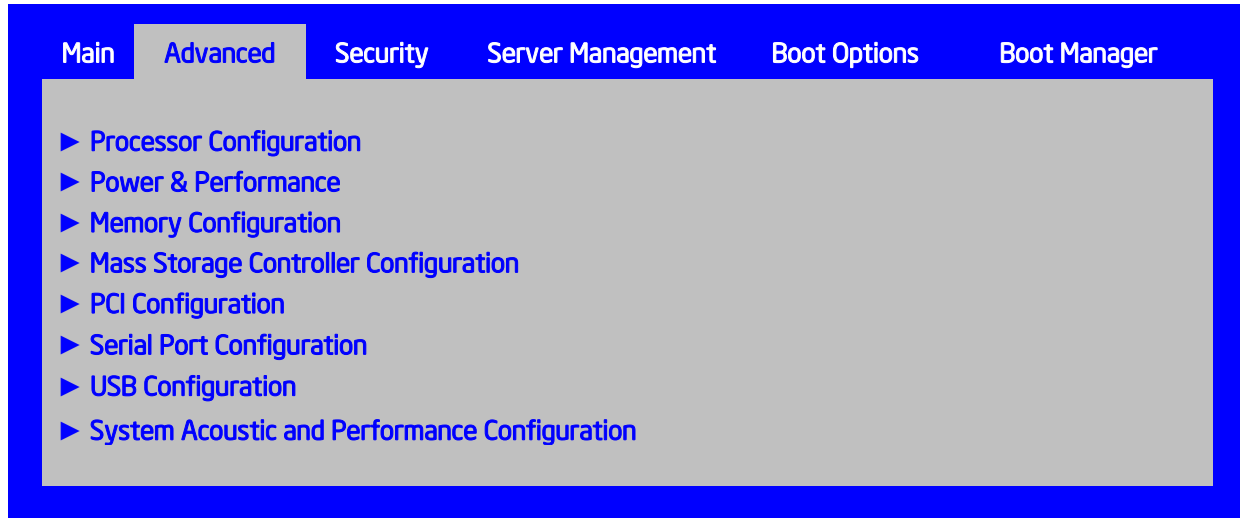 Main Advanced Security Server Management Boot Options Boot Manager
► Processor Configuration
► Power & Performance
► Memory Configuration
► Mass Storage Controller Configuration
► PCI Configuration
► Serial Port Configuration
► USB Configuration
► System Acoustic and Performance Configuration